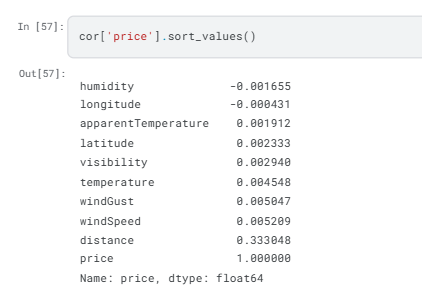 In [57]:
cor['price'].sort_values()
Out[57]:
humidity -0.001655
longitude -0.000431
apparentTemperature 0.001912
latitude 0.002333
visibility 0.002940
temperature 0.004548
windGust 0.005047
windSpeed 0.005209
distance 0.333048
price 1.000000
Name: price, dtype: float64